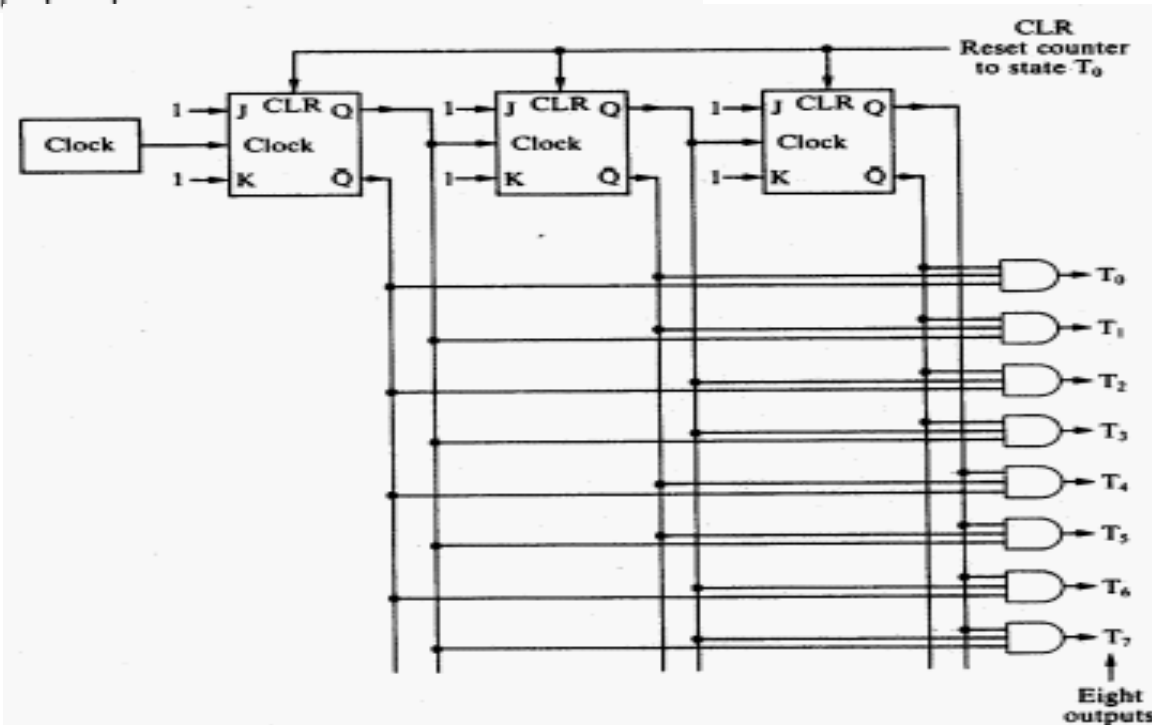 CLR
Reset counter
to state T₀
1 J CLR Q 1 J CLR Q 1 J CLR Q
Clock Clock Clock Clock
1 K Q̄ 1 K Q̄ 1 K Q̄
T₀
T₁
T₂
T₃
T₄
T₅
T₆
T₇
Eight
outputs